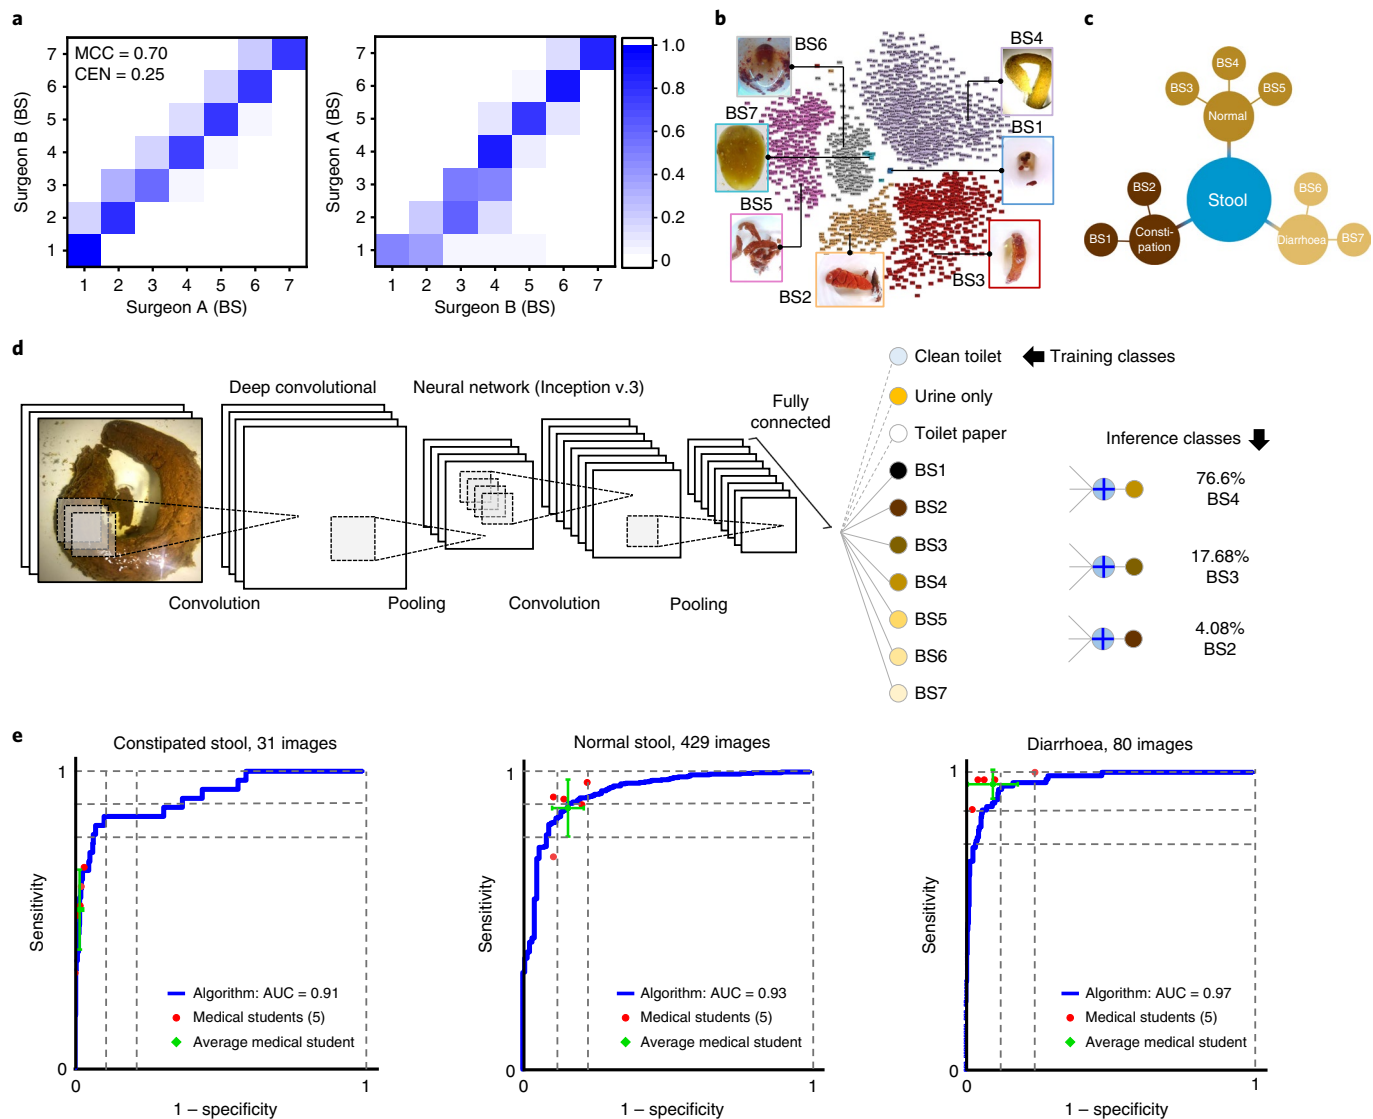 a
MCC = 0.70
CEN = 0.25
7
6
5
4
3
2
1
Surgeon B (BS)
1 2 3 4 5 6 7
Surgeon A (BS)
7
6
5
4
3
2
1
Surgeon A (BS)
1 2 3 4 5 6 7
Surgeon B (BS)
1.0
0.8
0.6
0.4
0.2
0
b
BS6
BS4
BS7
BS1
BS5
BS2
BS3
c
BS4
BS3
BS5
Normal
BS2
BS6
Stool
BS1
Consti-
pation
Diarrhoea
BS7
d
Deep convolutional
Neural network (Inception v.3)
Fully
connected
Convolution
Pooling
Convolution
Pooling
Clean toilet
Training classes
Urine only
Toilet paper
BS1
BS2
BS3
BS4
BS5
BS6
BS7
Inference classes
76.6%
BS4
17.68%
BS3
4.08%
BS2
e
Constipated stool, 31 images
1
Sensitivity
Algorithm: AUC = 0.91
Medical students (5)
Average medical student
0
0 1
1 – specificity
Normal stool, 429 images
1
Sensitivity
Algorithm: AUC = 0.93
Medical students (5)
Average medical student
0
0 1
1 – specificity
Diarrhoea, 80 images
1
Sensitivity
Algorithm: AUC = 0.97
Medical students (5)
Average medical student
0
0 1
1 – specificity